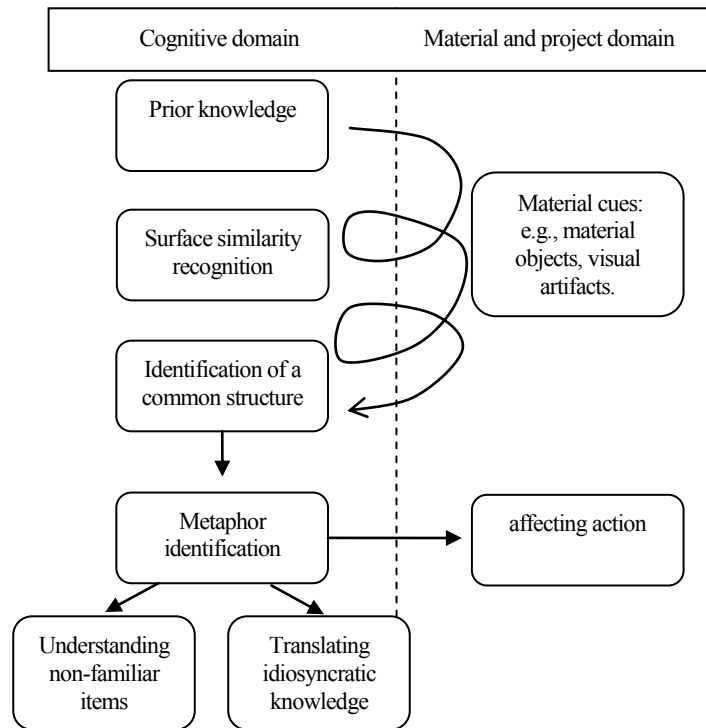 Cognitive domain
Material and project domain
Prior knowledge
Material cues:
e.g., material
objects, visual
artifacts.
Surface similarity
recognition
Identification of a
common structure
Metaphor
identification
affecting action
Understanding
non-familiar
items
Translating
idiosyncratic
knowledge